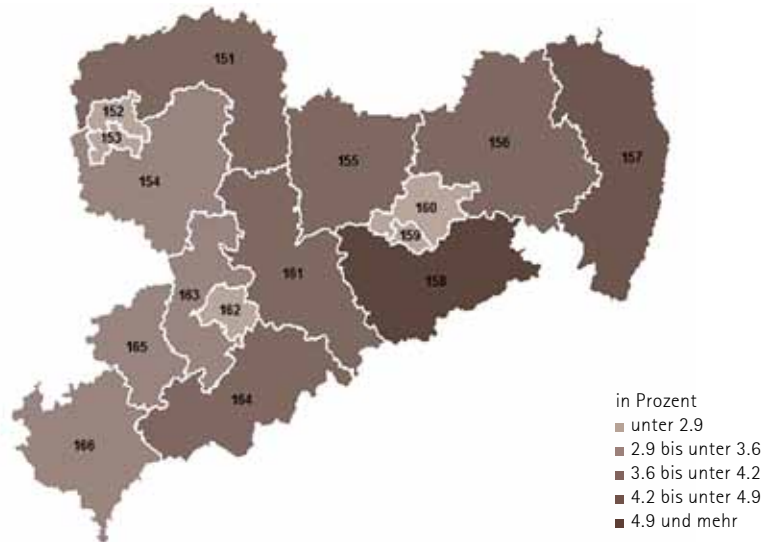 151
152
153
154
155
156
157
160
159
158
161
163
162
165
164
166
in Prozent
unter 2.9
2.9 bis unter 3.6
3.6 bis unter 4.2
4.2 bis unter 4.9
4.9 und mehr